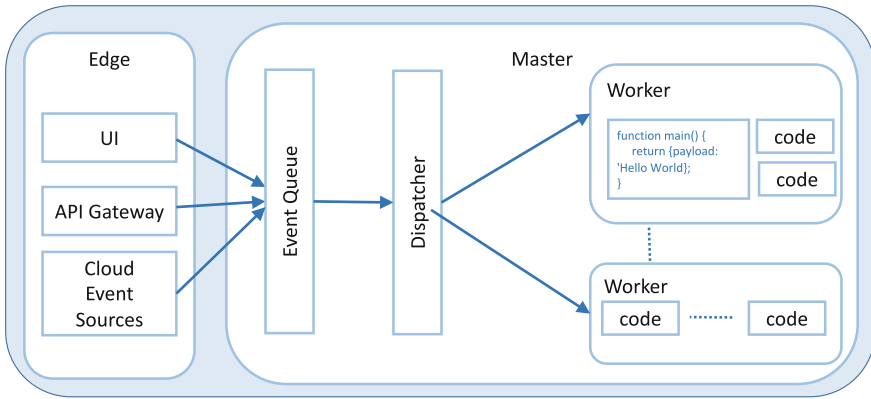 Edge
UI
API Gateway
Cloud
Event
Sources
Master
Event Queue
Dispatcher
Worker
function main() {
return {payload:
'Hello World};
}
code
code
Worker
code
code